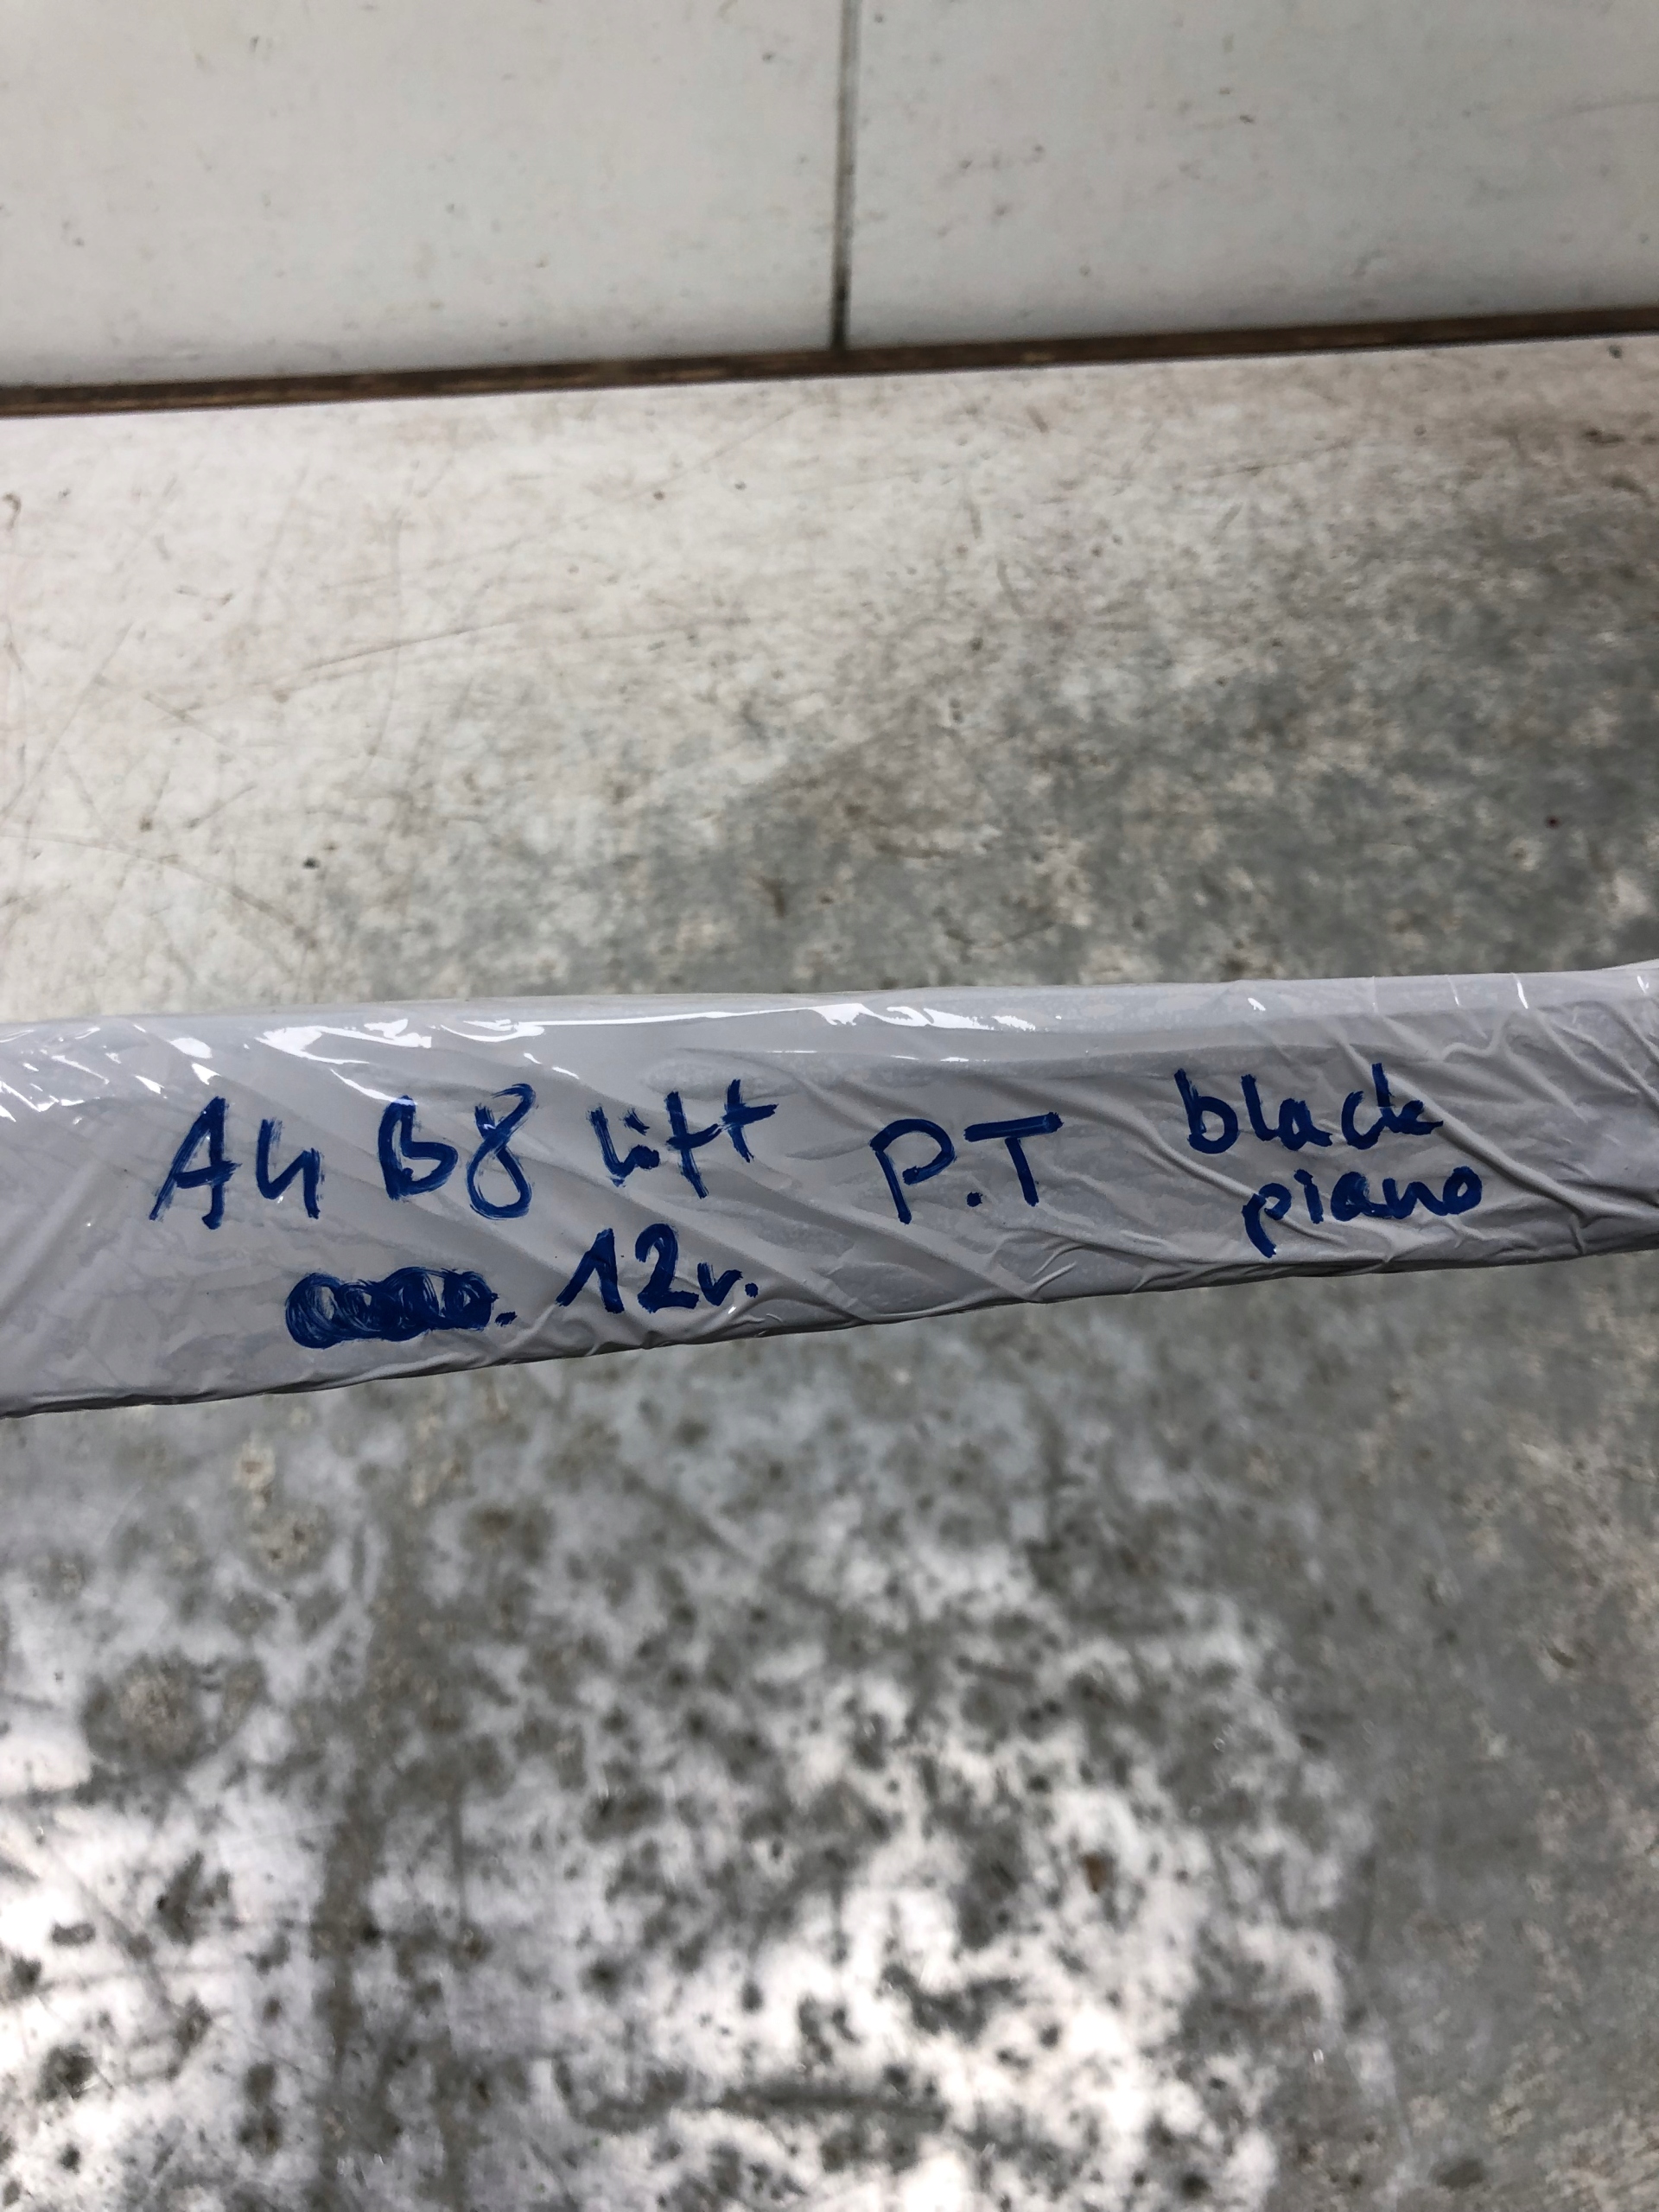 A4 B8 lift P.T black
piano
12r.